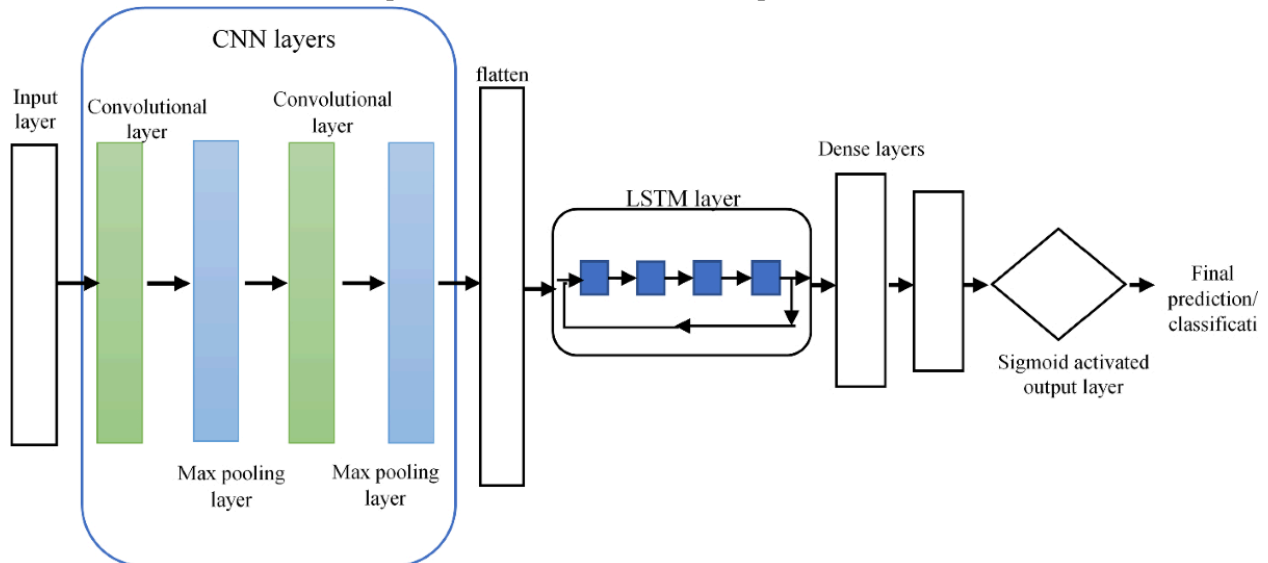 CNN layers
Input
layer
Convolutional
layer
Convolutional
layer
Max pooling
layer
Max pooling
layer
flatten
LSTM layer
Dense layers
Sigmoid activated
output layer
Final
prediction/
classificati